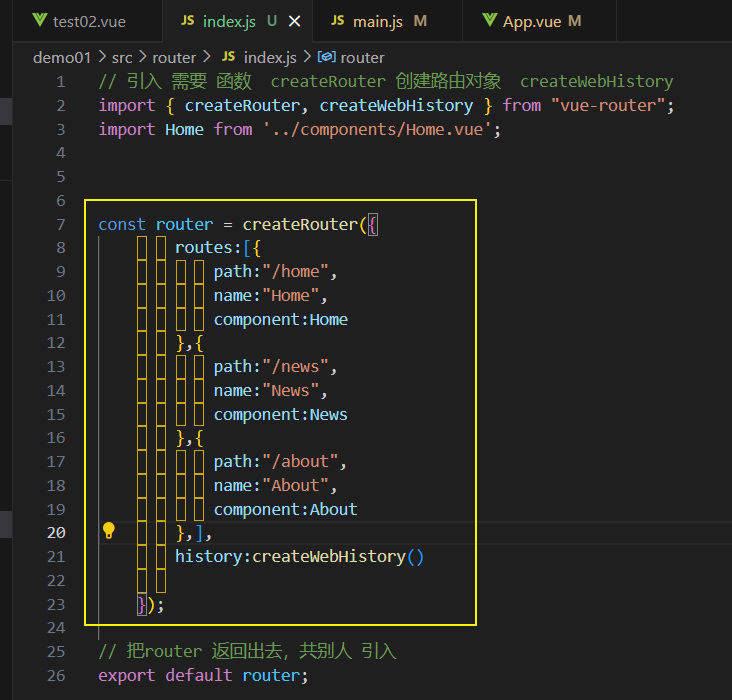 test02.vue JS index.js U JS main.js M App.vue M
demo01 > src > router > JS index.js > router
1 // 引入 需要 函数 createRouter 创建路由对象 createWebHistory
2 import { createRouter, createWebHistory } from "vue-router";
3 import Home from '../components/Home.vue';
4
5
6
7 const router = createRouter({
8 routes:[{
9 path:"/home",
10 name:"Home",
11 component:Home
12 },{
13 path:"/news",
14 name:"News",
15 component:News
16 },{
17 path:"/about",
18 name:"About",
19 component:About
20 },],
21 history:createWebHistory()
22
23 });
24
25 // 把router 返回出去，共别人 引入
26 export default router;